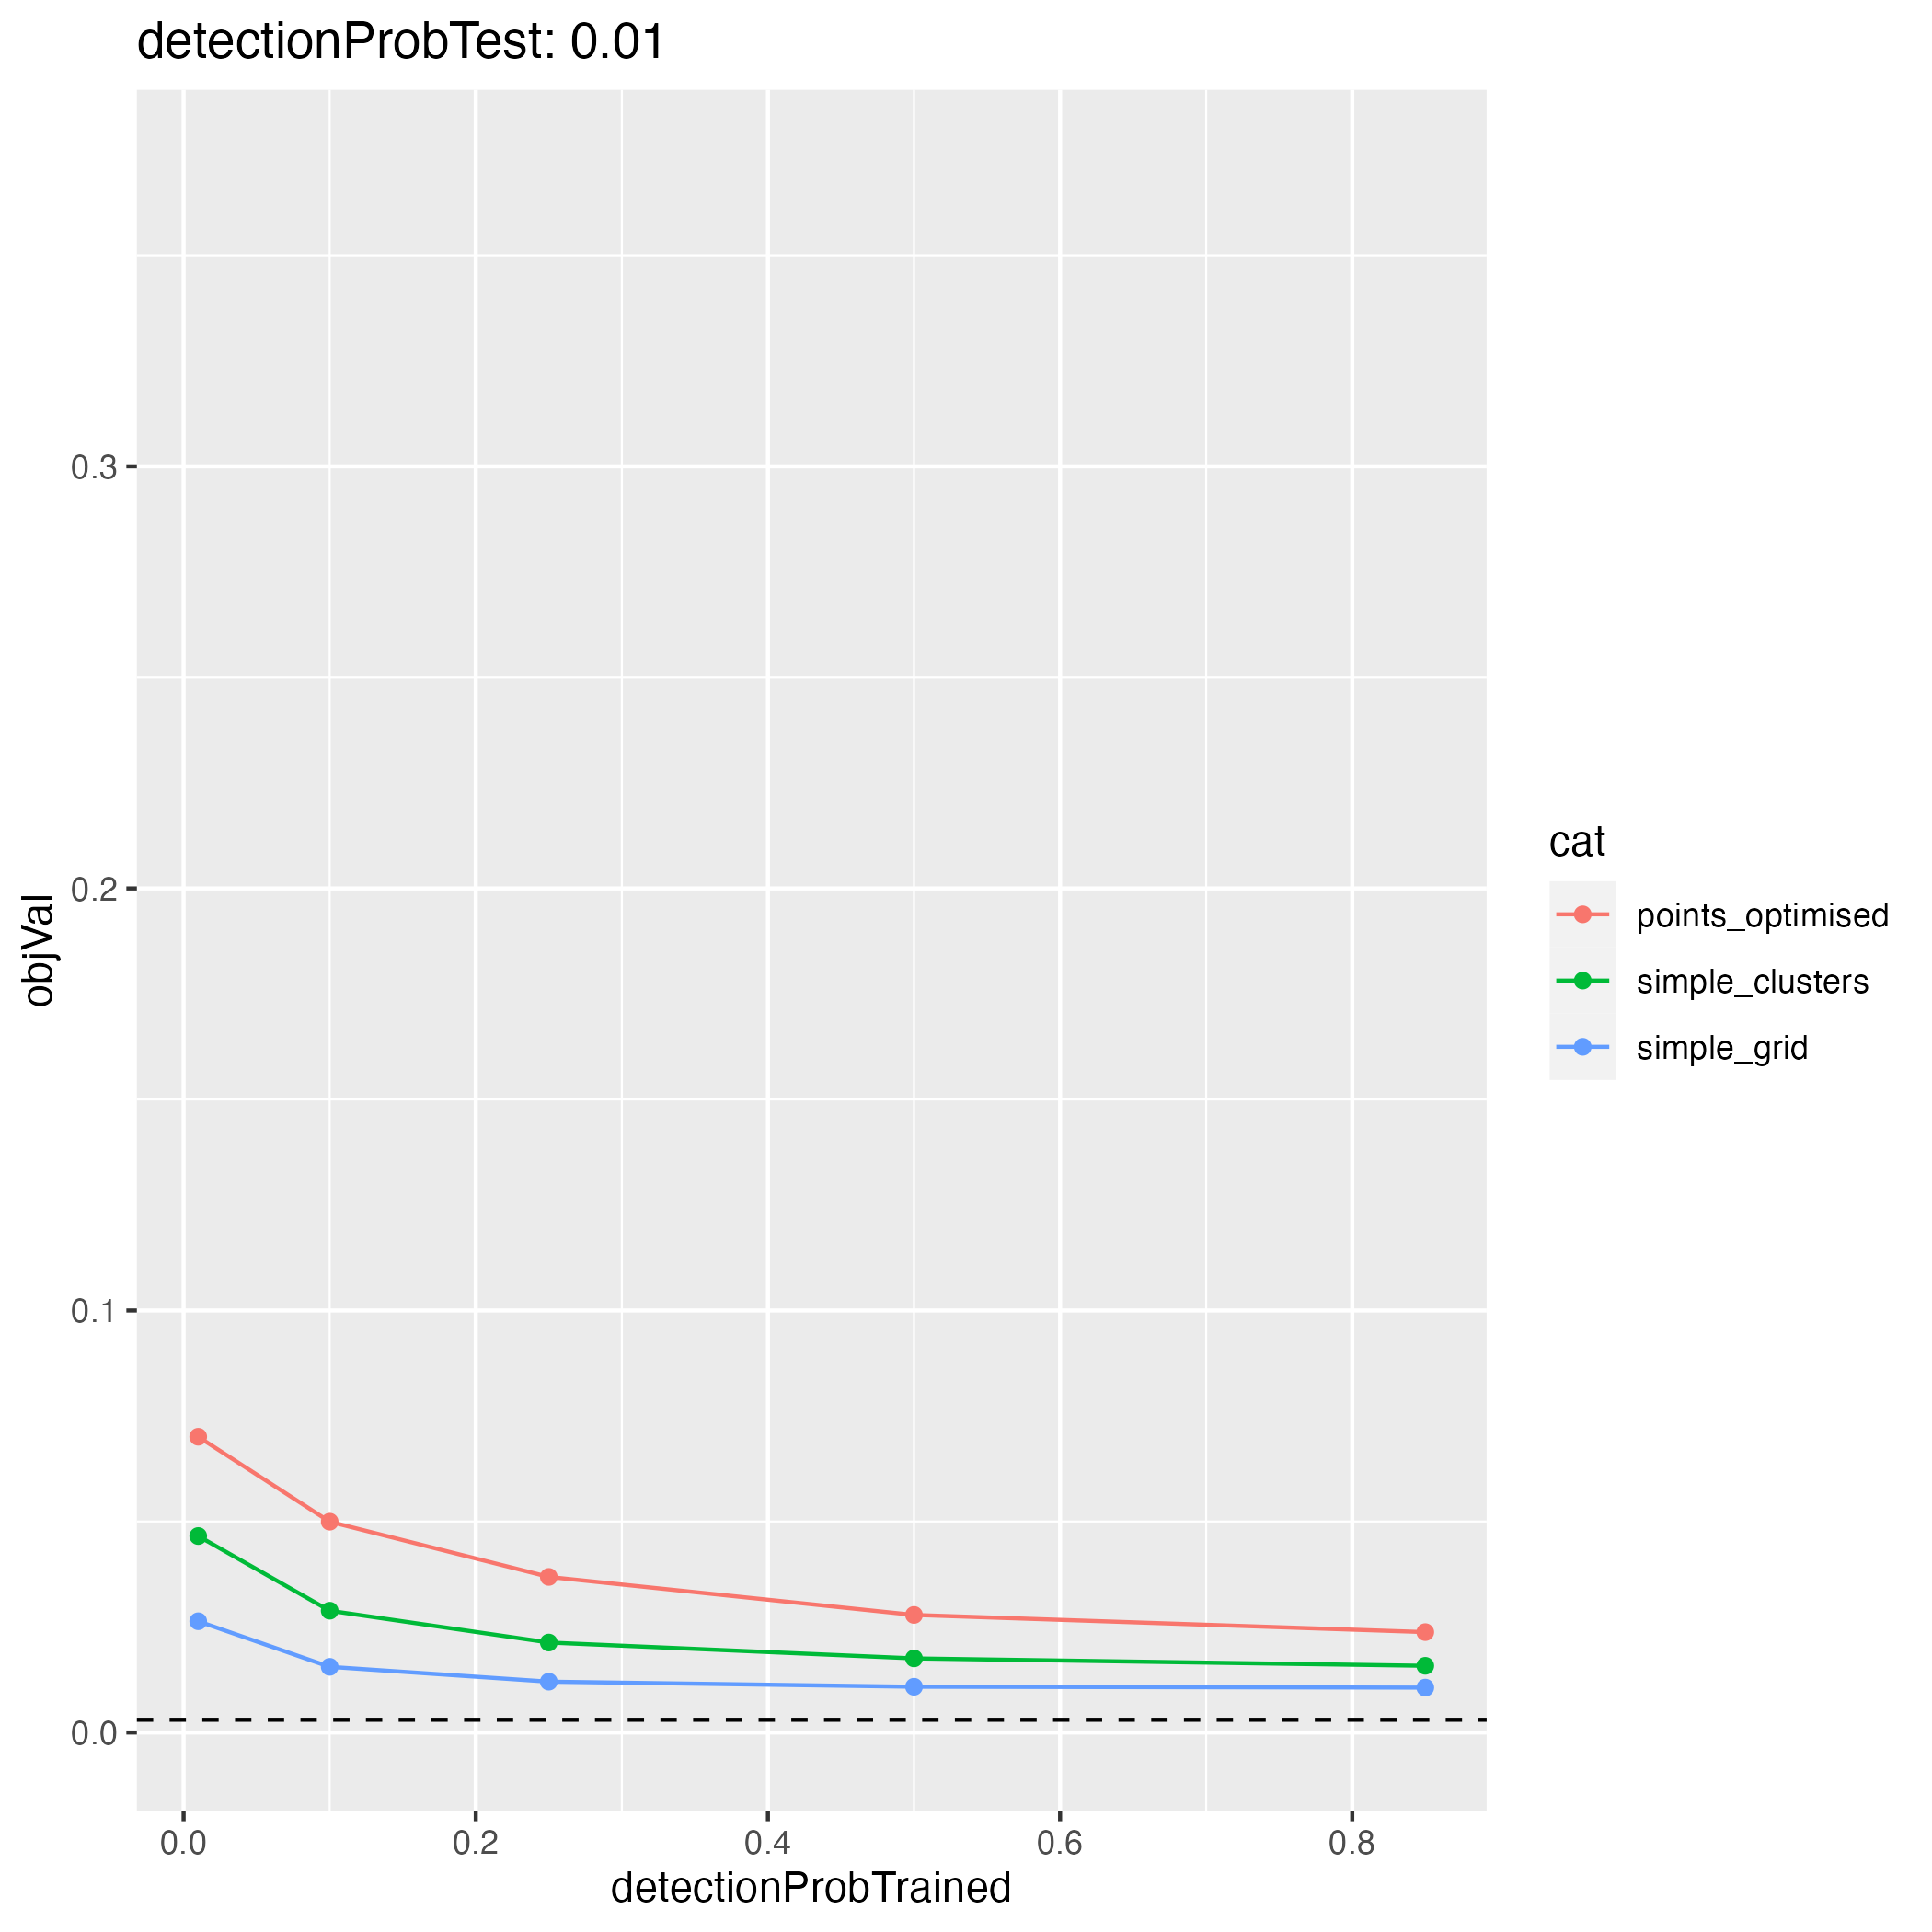 detectionProbTest: 0.01
0.3
0.2
0.1
0.0
objVal
0.0 0.2 0.4 0.6 0.8
detectionProbTrained
cat
points_optimised
simple_clusters
simple_grid